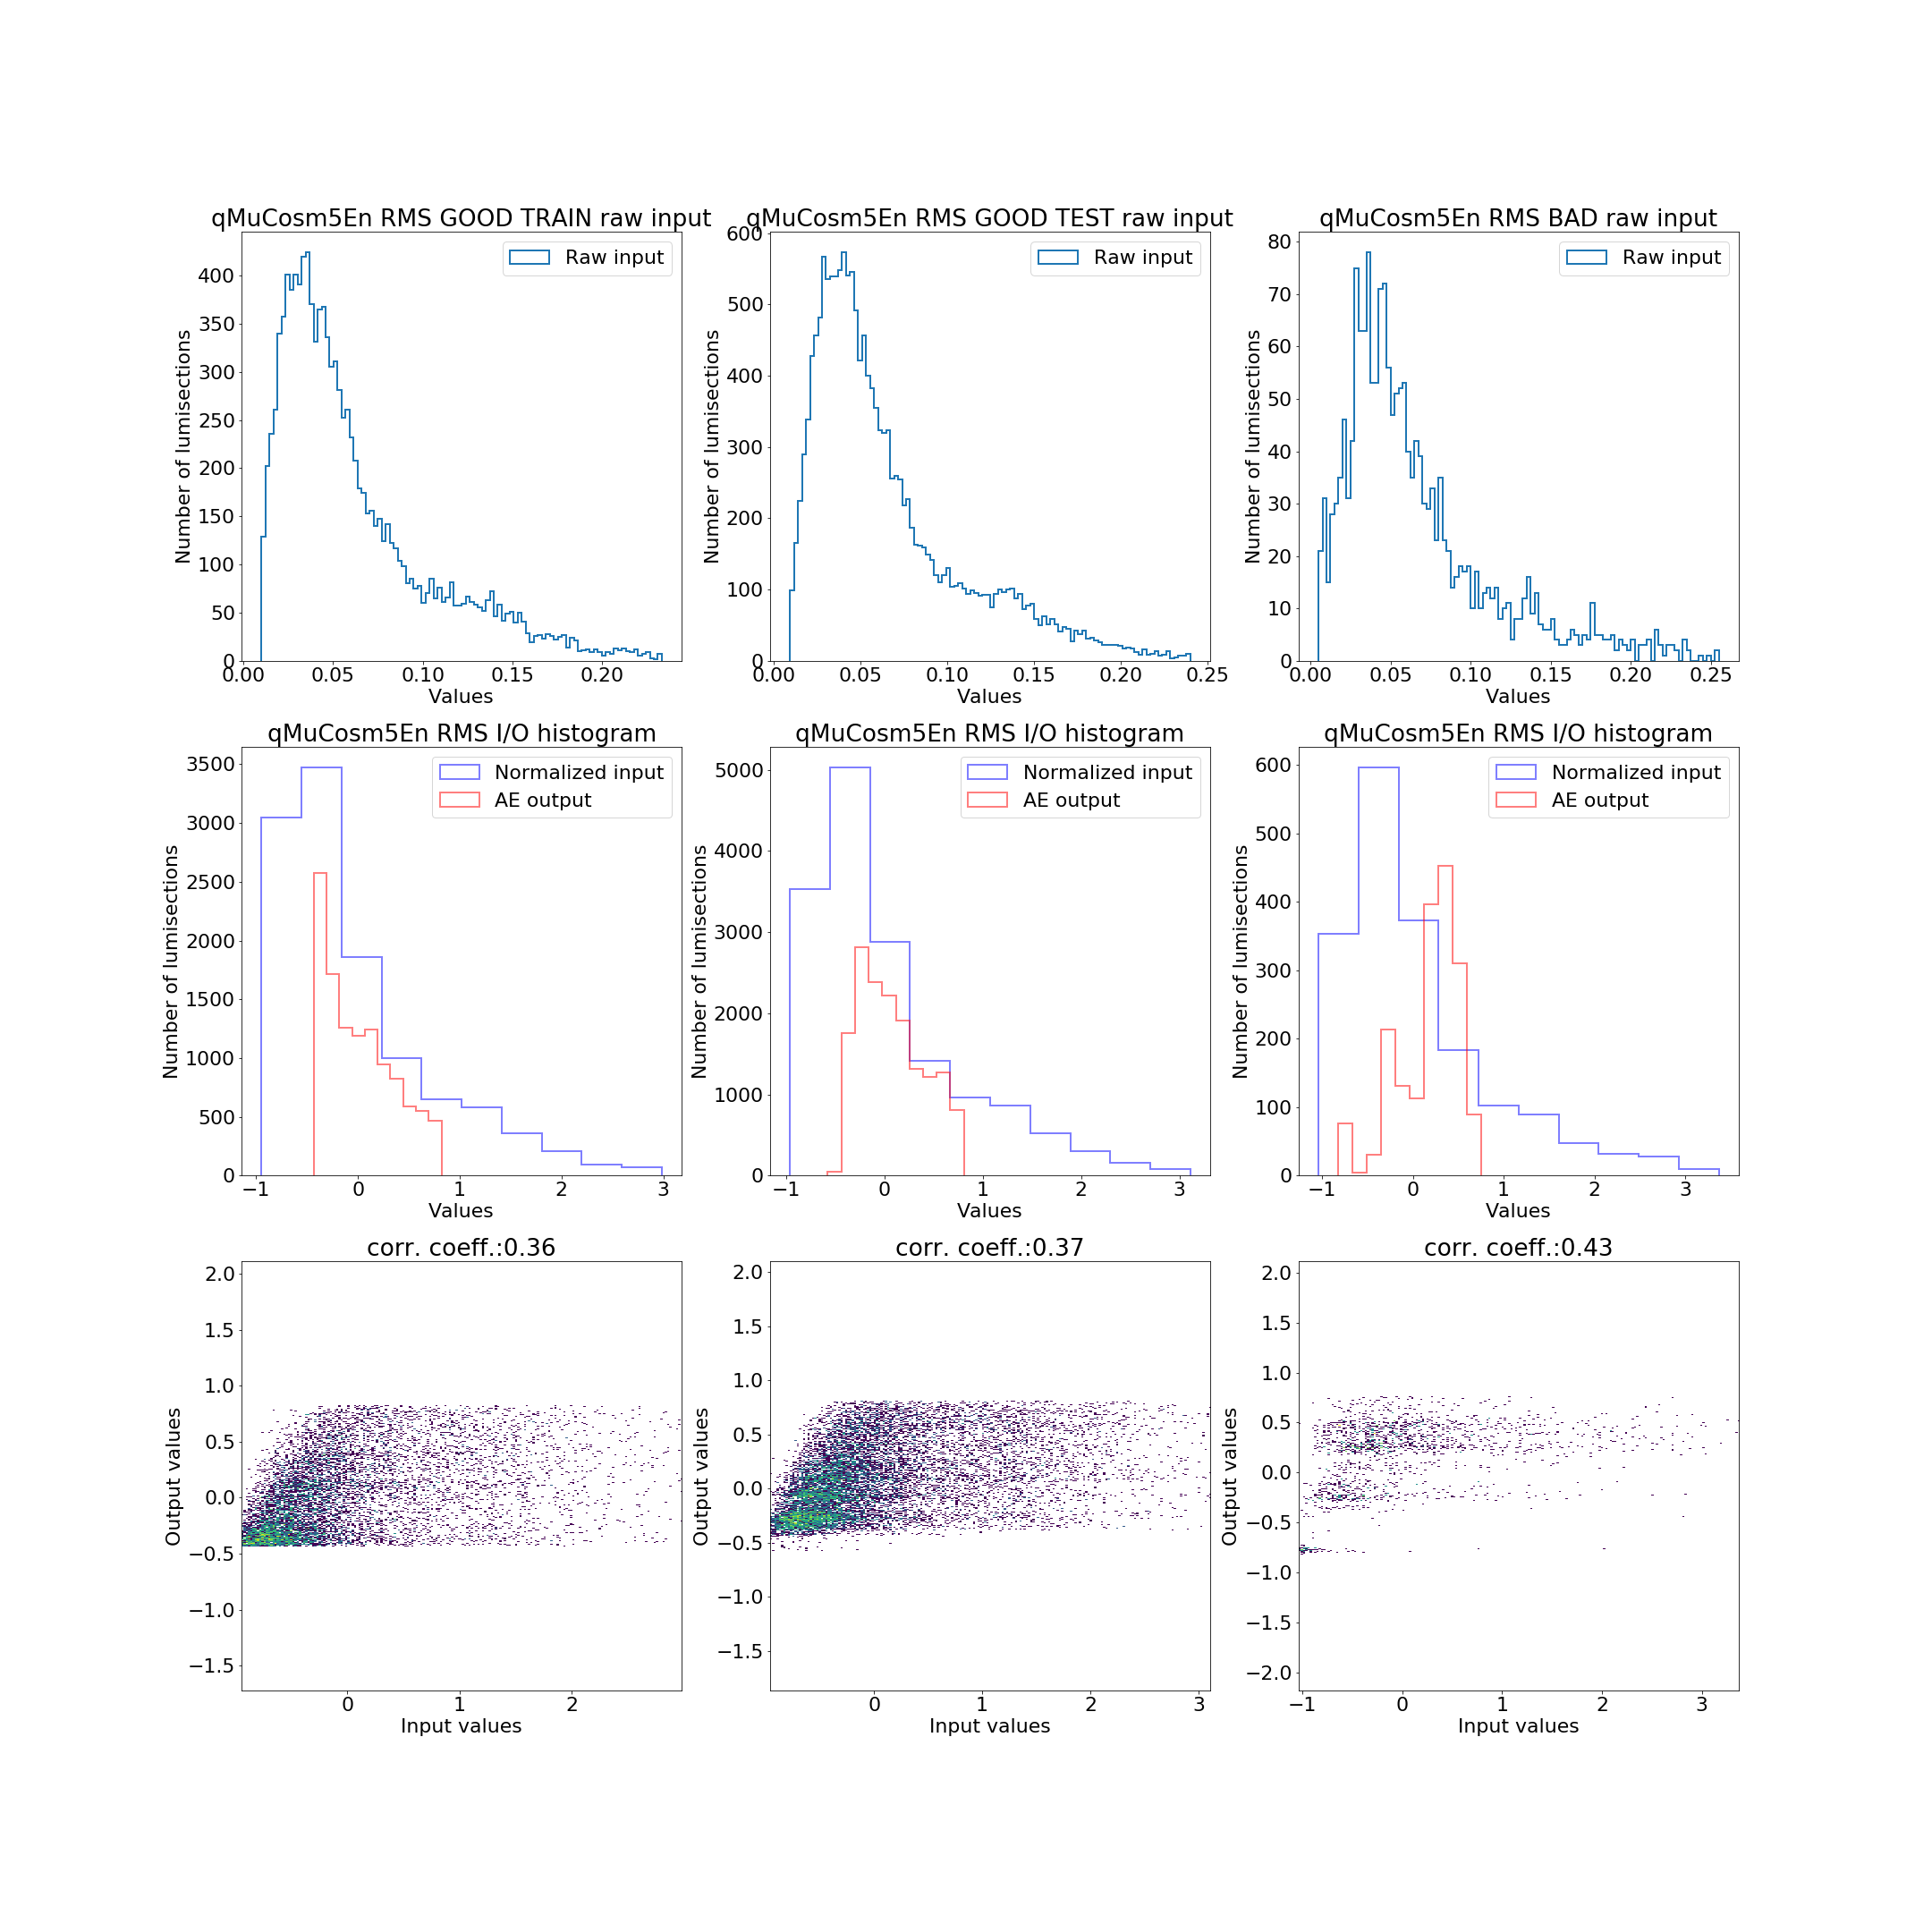 qMuCosm5En RMS GOOD TRAIN raw input
Raw input
Number of lumisections
400
350
300
250
200
150
100
50
0
0.00 0.05 0.10 0.15 0.20
Values
qMuCosm5En RMS GOOD TEST raw input
Raw input
Number of lumisections
600
500
400
300
200
100
0
0.00 0.05 0.10 0.15 0.20 0.25
Values
qMuCosm5En RMS BAD raw input
Raw input
Number of lumisections
80
70
60
50
40
30
20
10
0
0.00 0.05 0.10 0.15 0.20 0.25
Values
qMuCosm5En RMS I/O histogram
Normalized input
AE output
Number of lumisections
3500
3000
2500
2000
1500
1000
500
0
−1 0 1 2 3
Values
qMuCosm5En RMS I/O histogram
Normalized input
AE output
Number of lumisections
5000
4000
3000
2000
1000
0
−1 0 1 2 3
Values
qMuCosm5En RMS I/O histogram
Normalized input
AE output
Number of lumisections
600
500
400
300
200
100
0
−1 0 1 2 3
Values
corr. coeff.:0.36
Output values
2.0
1.5
1.0
0.5
0.0
−0.5
−1.0
−1.5
0 1 2
Input values
corr. coeff.:0.37
Output values
2.0
1.5
1.0
0.5
0.0
−0.5
−1.0
−1.5
0 1 2 3
Input values
corr. coeff.:0.43
Output values
2.0
1.5
1.0
0.5
0.0
−0.5
−1.0
−1.5
−2.0
−1 0 1 2 3
Input values